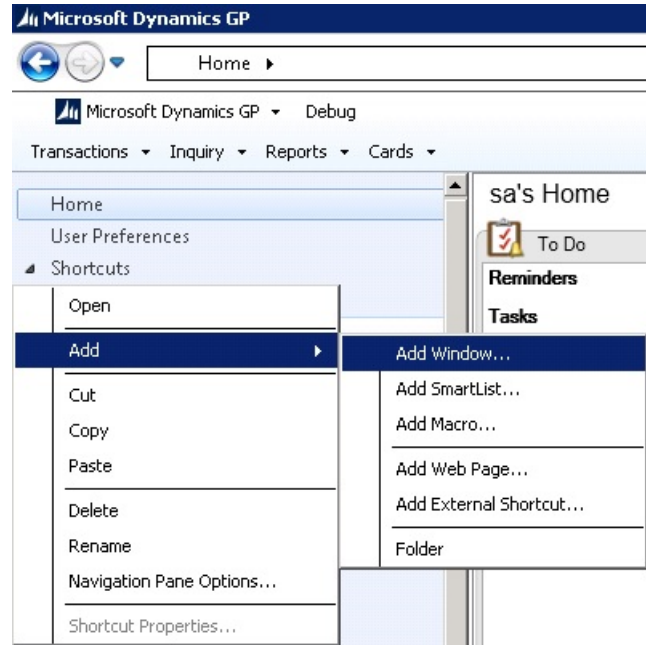 Microsoft Dynamics GP
Home
Microsoft Dynamics GP Debug
Transactions Inquiry Reports Cards
Home
User Preferences
Shortcuts
sa's Home
To Do
Reminders
Tasks
Open
Add
Cut
Copy
Paste
Delete
Rename
Navigation Pane Options...
Shortcut Properties...
Add Window...
Add SmartList...
Add Macro...
Add Web Page...
Add External Shortcut...
Folder